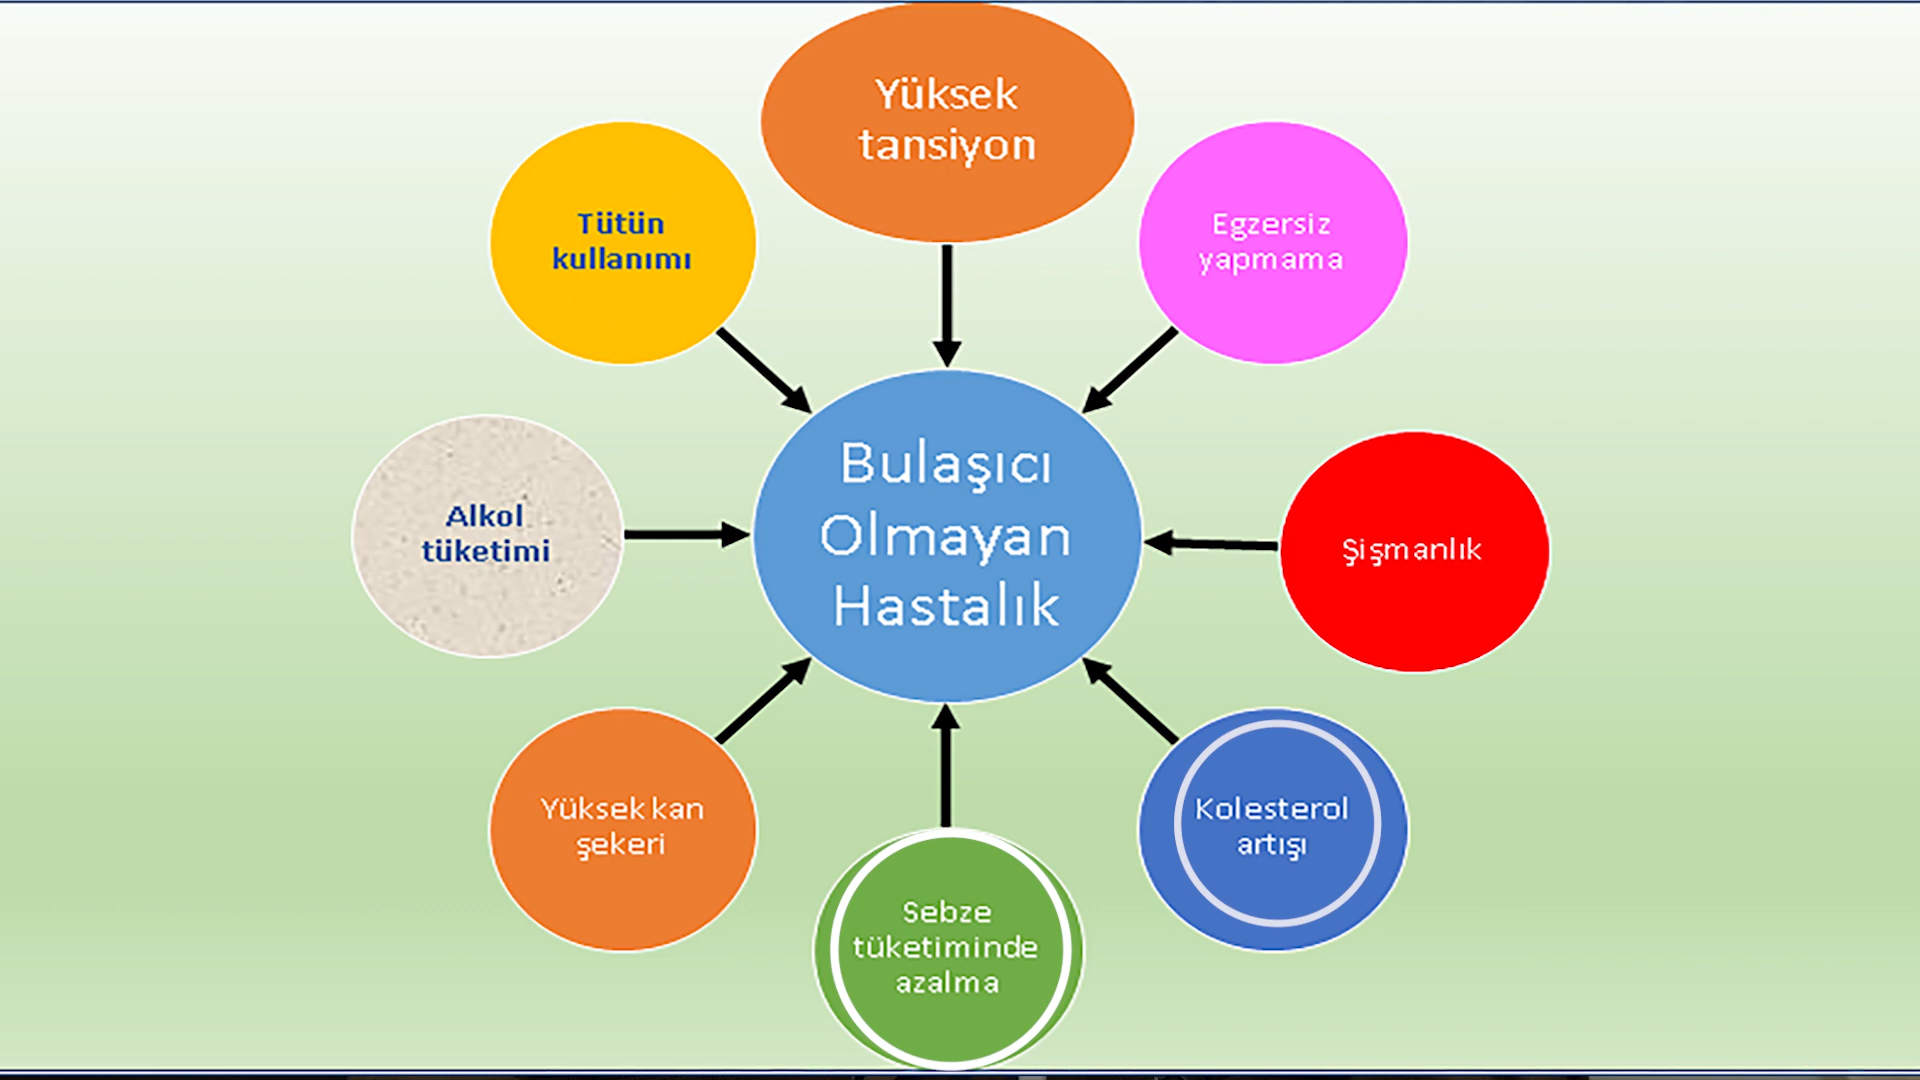 Yüksek
tansiyon
Tütün
kullanımı
Egzersiz
yapmama
Bulaşıcı
Olmayan
Hastalık
Alkol
tüketimi
Şişmanlık
Yüksek kan
şekeri
Kolesterol
artışı
Sebze
tüketiminde
azalma